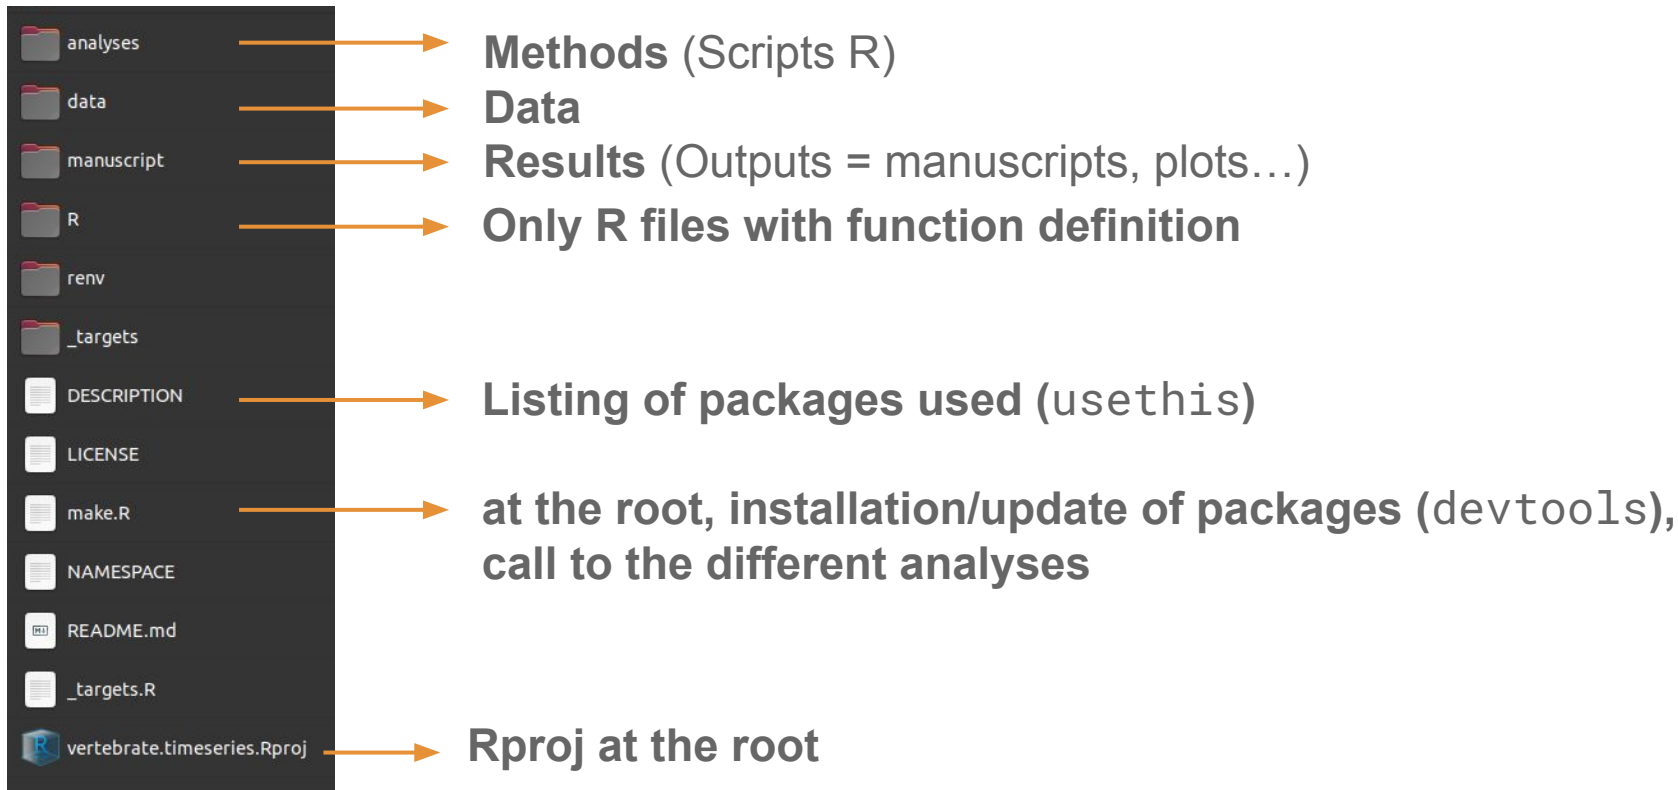 analyses
Methods (Scripts R)
data
Data
manuscript
Results (Outputs = manuscripts, plots…)
R
Only R files with function definition
renv
_targets
DESCRIPTION
Listing of packages used (usethis)
LICENSE
make.R
at the root, installation/update of packages (devtools),
call to the different analyses
NAMESPACE
README.md
_targets.R
vertebrate.timeseries.Rproj
Rproj at the root